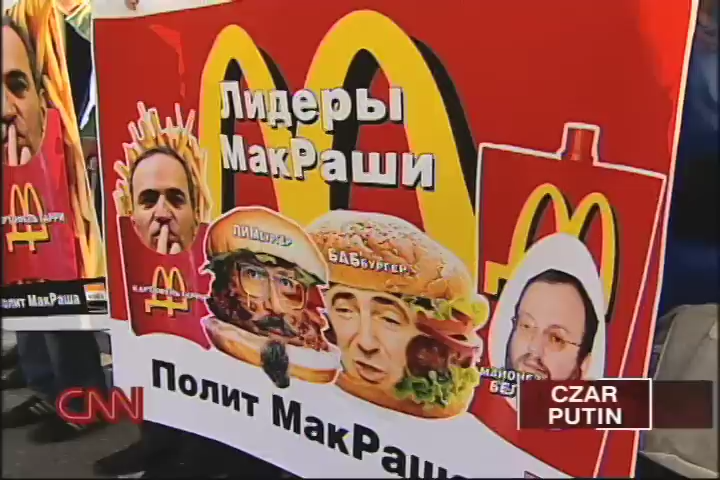 Лидеры
МакРаши
ЛИМБУРГЕР
БАБбУРГЕР
Полит МакРаша
Полит МакРаша
CNN
CZAR
PUTIN